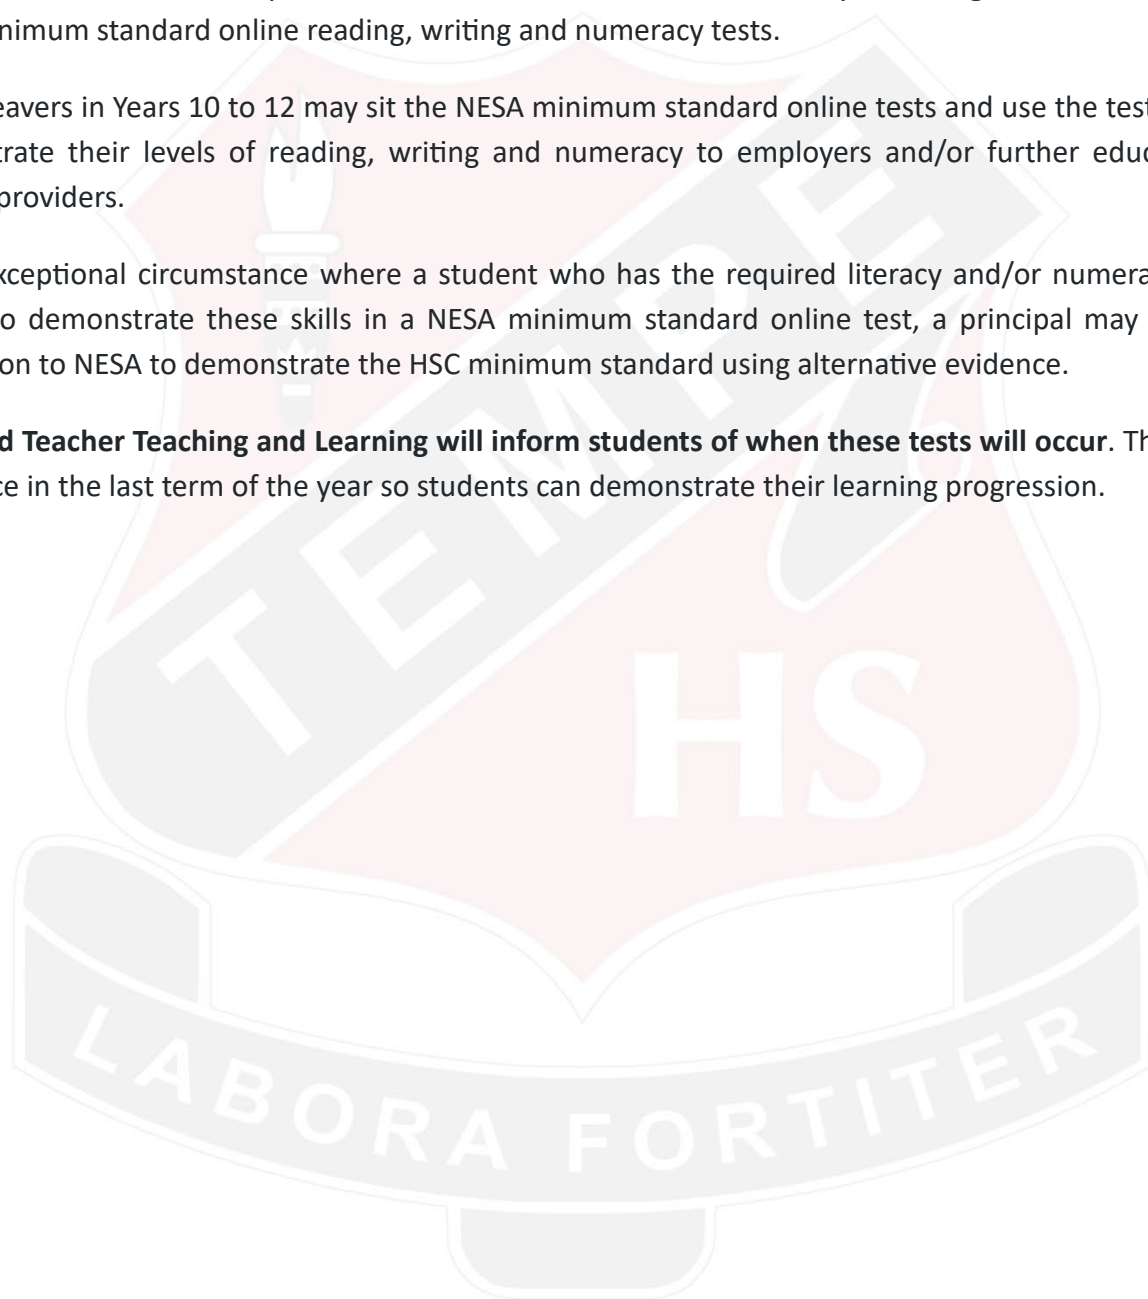 nimum standard online reading, writing and numeracy tests.
eavers in Years 10 to 12 may sit the NESA minimum standard online tests and use the test
trate their levels of reading, writing and numeracy to employers and/or further educ
providers.
xceptional circumstance where a student who has the required literacy and/or numera
o demonstrate these skills in a NESA minimum standard online test, a principal may
on to NESA to demonstrate the HSC minimum standard using alternative evidence.
d Teacher Teaching and Learning will inform students of when these tests will occur. Th
ce in the last term of the year so students can demonstrate their learning progression.
TEMPE
HS
LABORA FORTITER